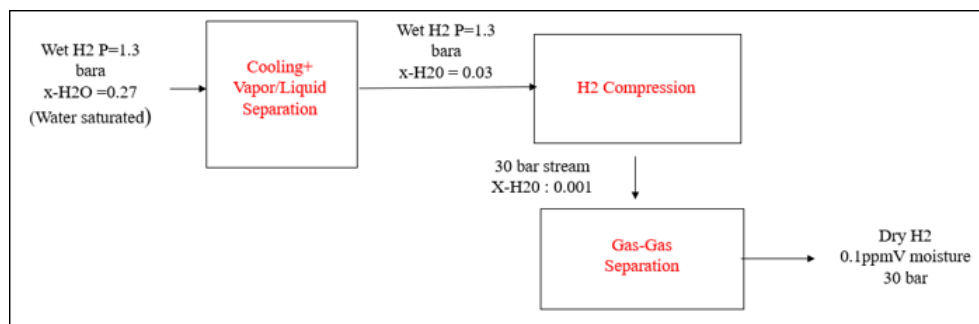 Wet H2 P=1.3
bara
x-H2O =0.27
(Water saturated)
Cooling+
Vapor/Liquid
Separation
Wet H2 P=1.3
bara
x-H20 = 0.03
H2 Compression
30 bar stream
X-H20 : 0.001
Gas-Gas
Separation
Dry H2
0.1ppmV moisture
30 bar